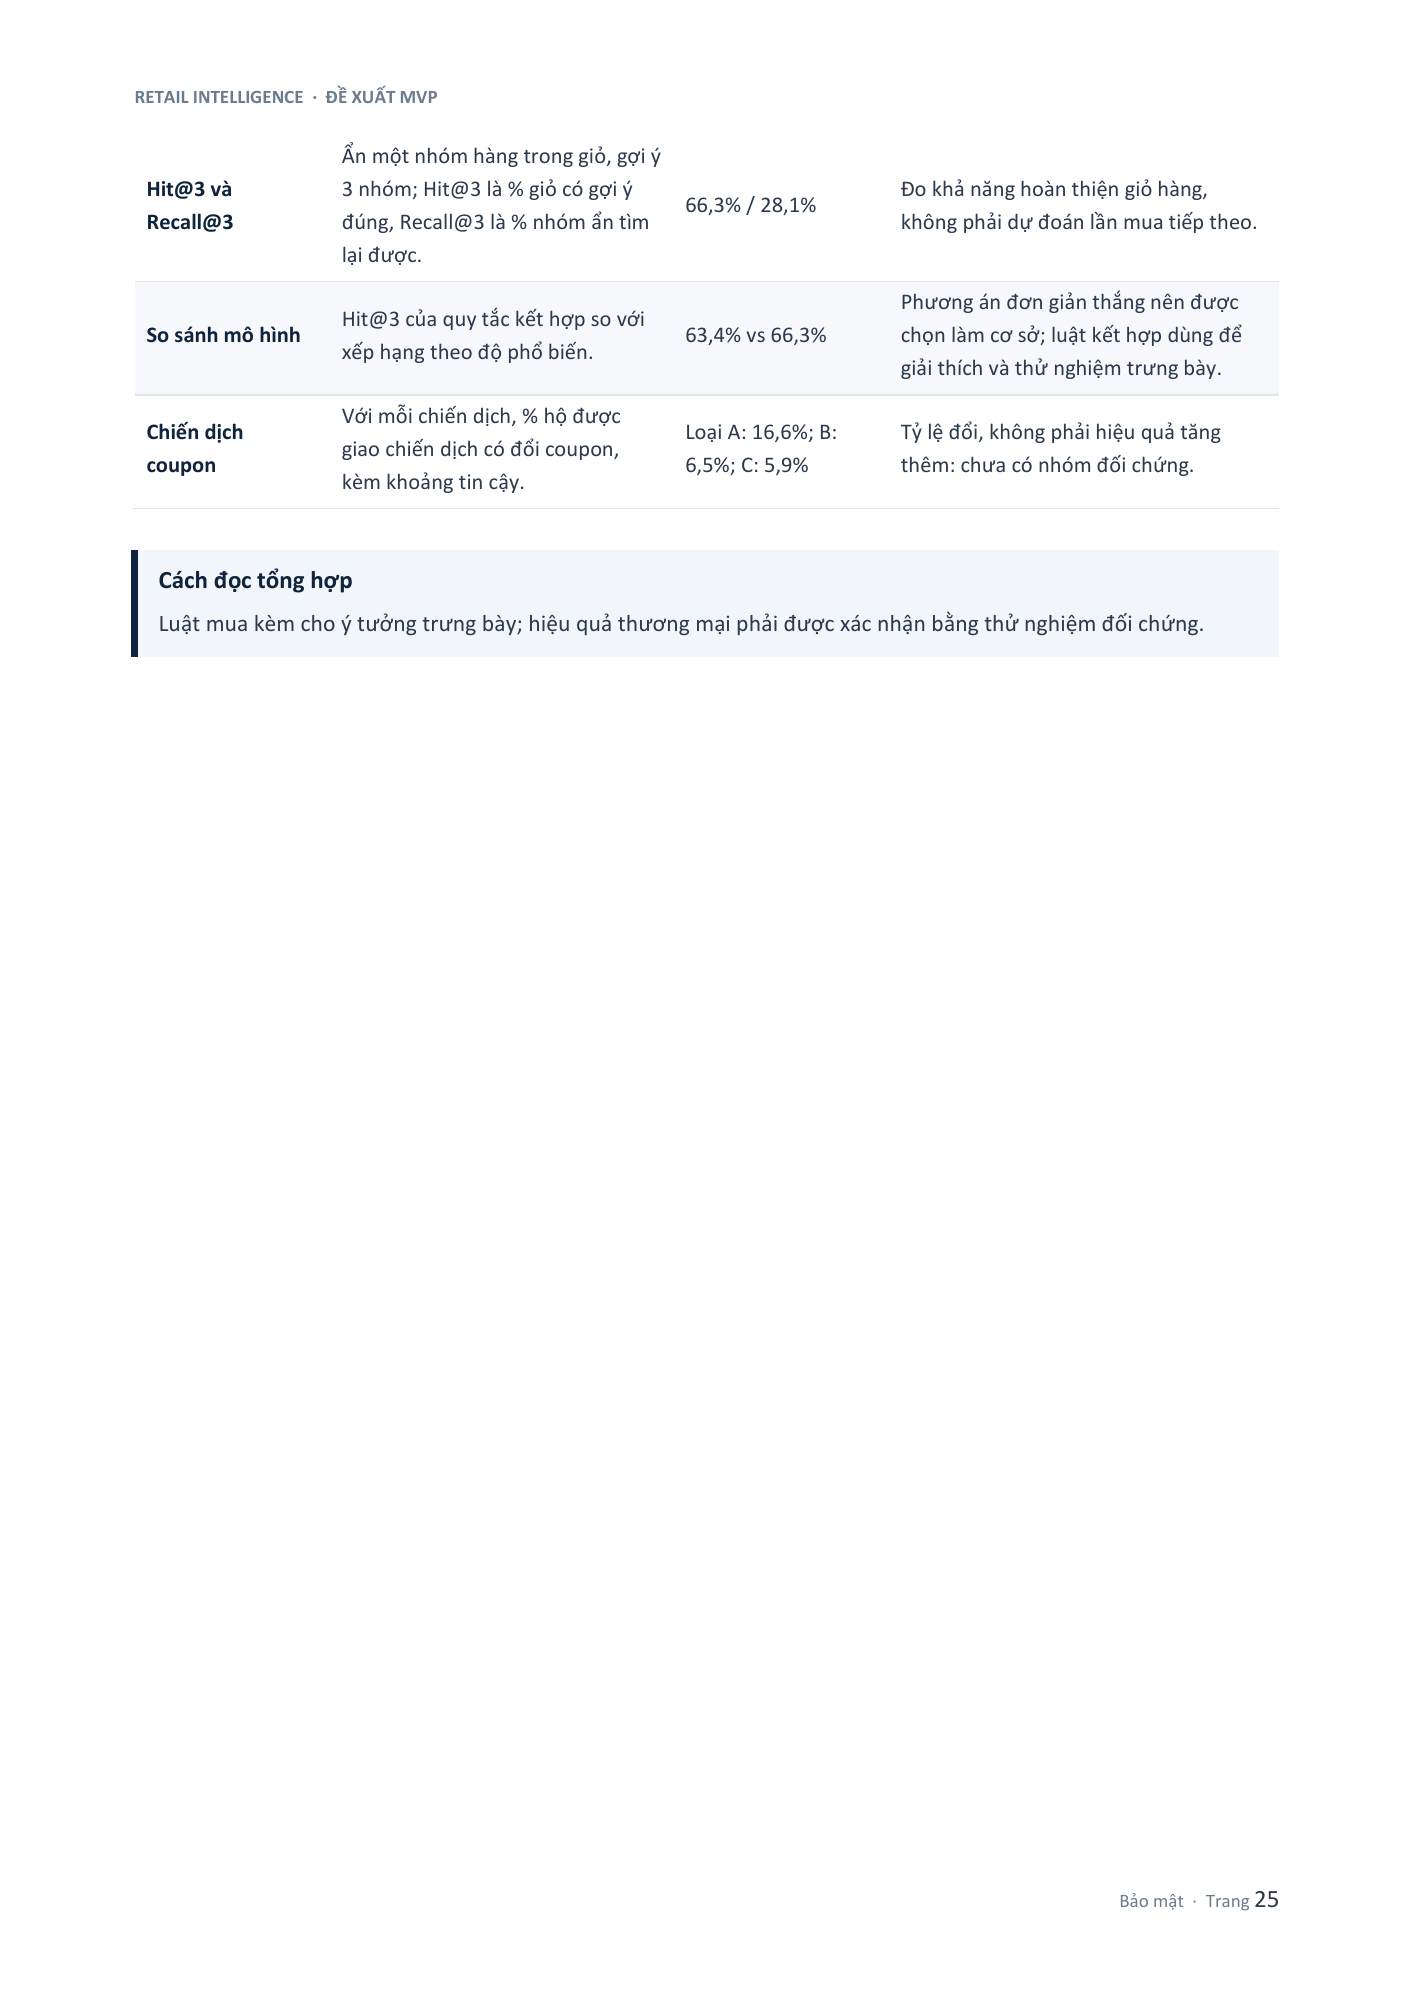 RETAIL INTELLIGENCE · ĐỀ XUẤT MVP
Hit@3 và
Recall@3
Ẩn một nhóm hàng trong giỏ, gợi ý
3 nhóm; Hit@3 là % giỏ có gợi ý
đúng, Recall@3 là % nhóm ẩn tìm
lại được.
66,3% / 28,1%
Đo khả năng hoàn thiện giỏ hàng,
không phải dự đoán lần mua tiếp theo.
So sánh mô hình
Hit@3 của quy tắc kết hợp so với
xếp hạng theo độ phổ biến.
63,4% vs 66,3%
Phương án đơn giản thắng nên được
chọn làm cơ sở; luật kết hợp dùng để
giải thích và thử nghiệm trưng bày.
Chiến dịch
coupon
Với mỗi chiến dịch, % hộ được
giao chiến dịch có đổi coupon,
kèm khoảng tin cậy.
Loại A: 16,6%; B:
6,5%; C: 5,9%
Tỷ lệ đổi, không phải hiệu quả tăng
thêm: chưa có nhóm đối chứng.
Cách đọc tổng hợp
Luật mua kèm cho ý tưởng trưng bày; hiệu quả thương mại phải được xác nhận bằng thử nghiệm đối chứng.
Bảo mật · Trang 25